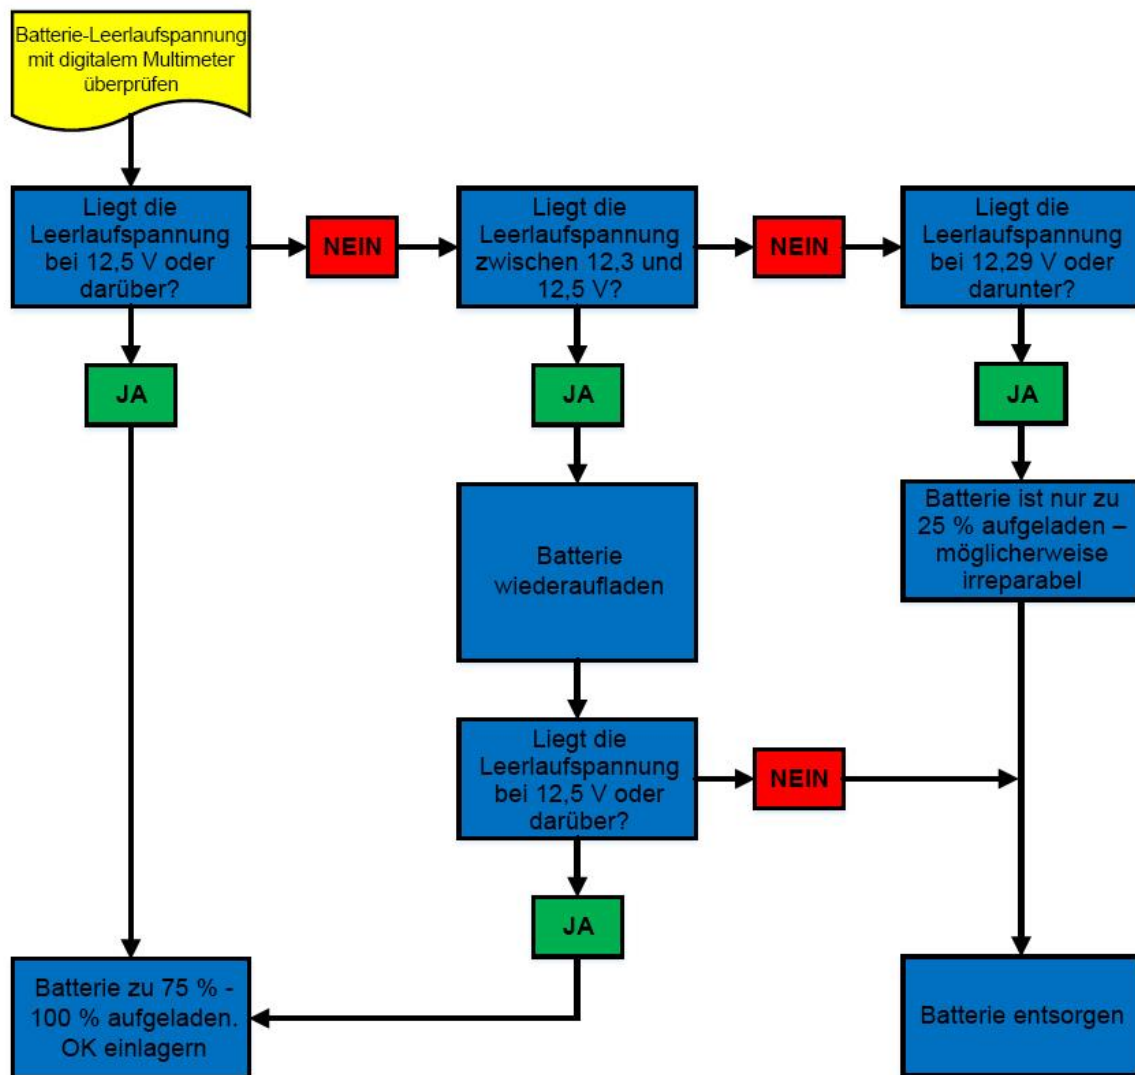 Batterie-Leerlaufspannung
mit digitalem Multimeter
überprüfen
Liegt die
Leerlaufspannung
bei 12,5 V oder
darüber?
NEIN
Liegt die
Leerlaufspannung
zwischen 12,3 und
12,5 V?
NEIN
Liegt die
Leerlaufspannung
bei 12,29 V oder
darunter?
JA
JA
JA
Batterie
wiederaufladen
Batterie ist nur zu
25 % aufgeladen –
möglicherweise
irreparabel
Liegt die
Leerlaufspannung
bei 12,5 V oder
darüber?
NEIN
JA
Batterie zu 75 % -
100 % aufgeladen.
OK einlagern
Batterie entsorgen